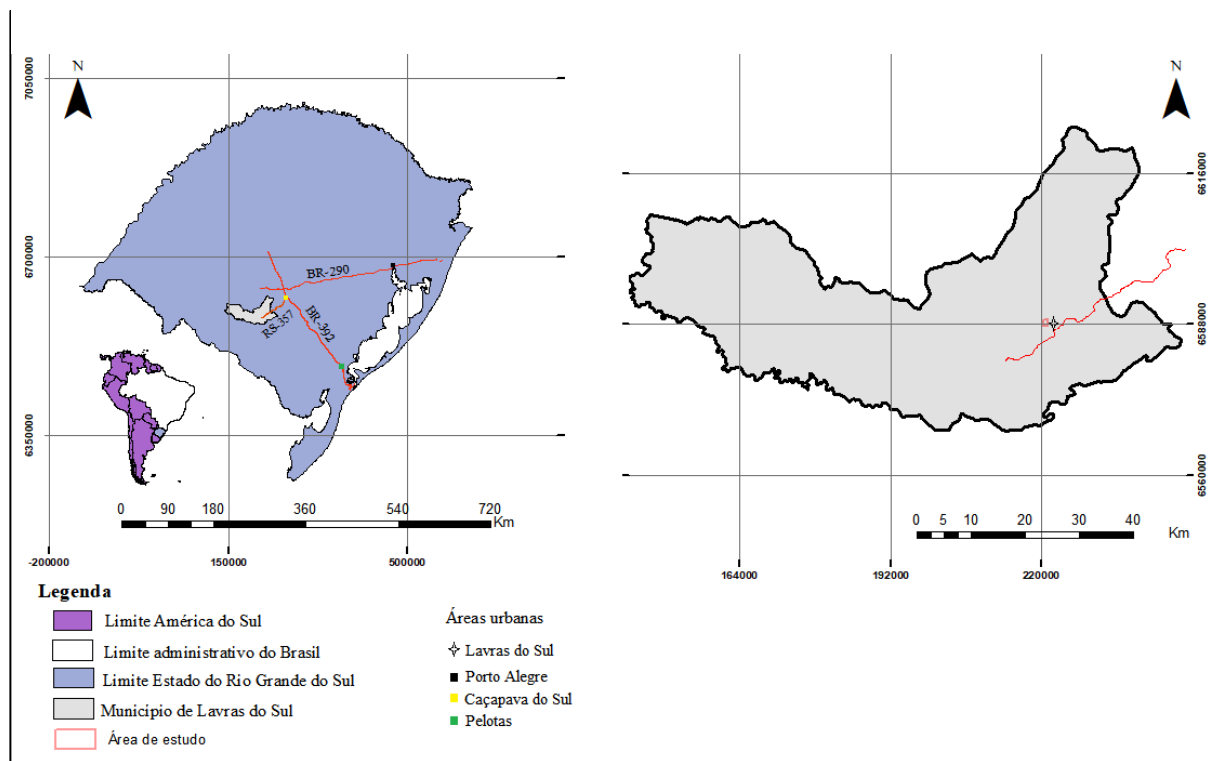 N
7050000
6700000
6350000
BR-290
BR-392
RS-357
0 90 180 360 540 720
Km
-200000 150000 500000
N
6616000
6588000
6560000
0 5 10 20 30 40
Km
164000 192000 220000
Legenda
Limite América do Sul
Limite administrativo do Brasil
Limite Estado do Rio Grande do Sul
Município de Lavras do Sul
Área de estudo
Áreas urbanas
Lavras do Sul
Porto Alegre
Caçapava do Sul
Pelotas